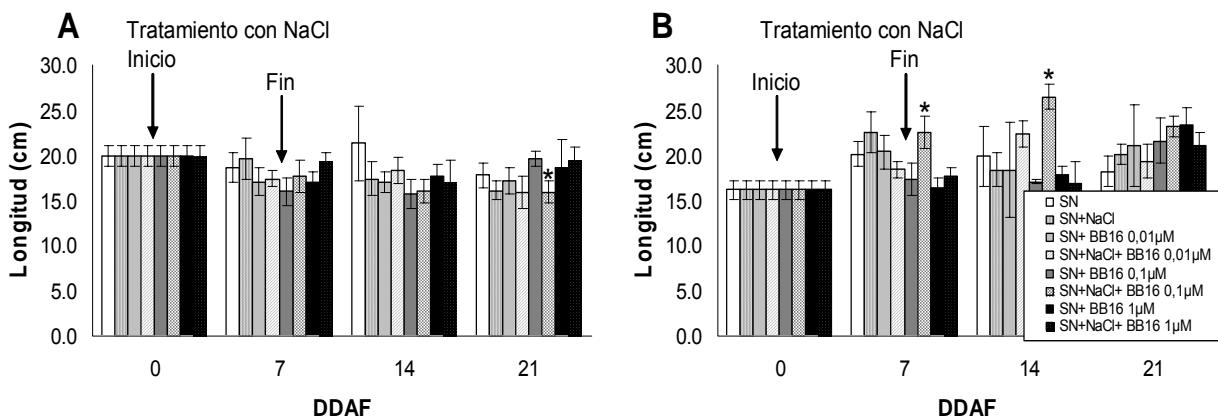 A
Tratamiento con NaCl
Inicio
Fin
Longitud (cm)
30.0
25.0
20.0
15.0
10.0
5.0
0.0
*
0 7 14 21
DDAF
B
Tratamiento con NaCl
Inicio
Fin
Longitud (cm)
30.0
25.0
20.0
15.0
10.0
5.0
0.0
*
*
SN
SN+NaCl
SN+ BB16 0,01µM
SN+NaCl+ BB16 0,01µM
SN+ BB16 0,1µM
SN+NaCl+ BB16 0,1µM
SN+ BB16 1µM
SN+NaCl+ BB16 1µM
0 7 14 21
DDAF